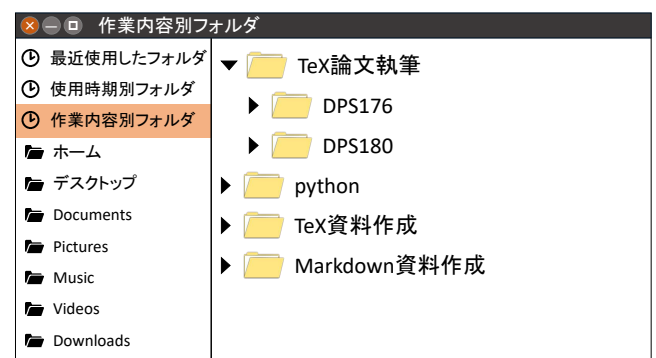 作業内容別フォルダ
最近使用したフォルダ
使用時期別フォルダ
作業内容別フォルダ
ホーム
デスクトップ
Documents
Pictures
Music
Videos
Downloads
TeX論文執筆
DPS176
DPS180
python
TeX資料作成
Markdown資料作成